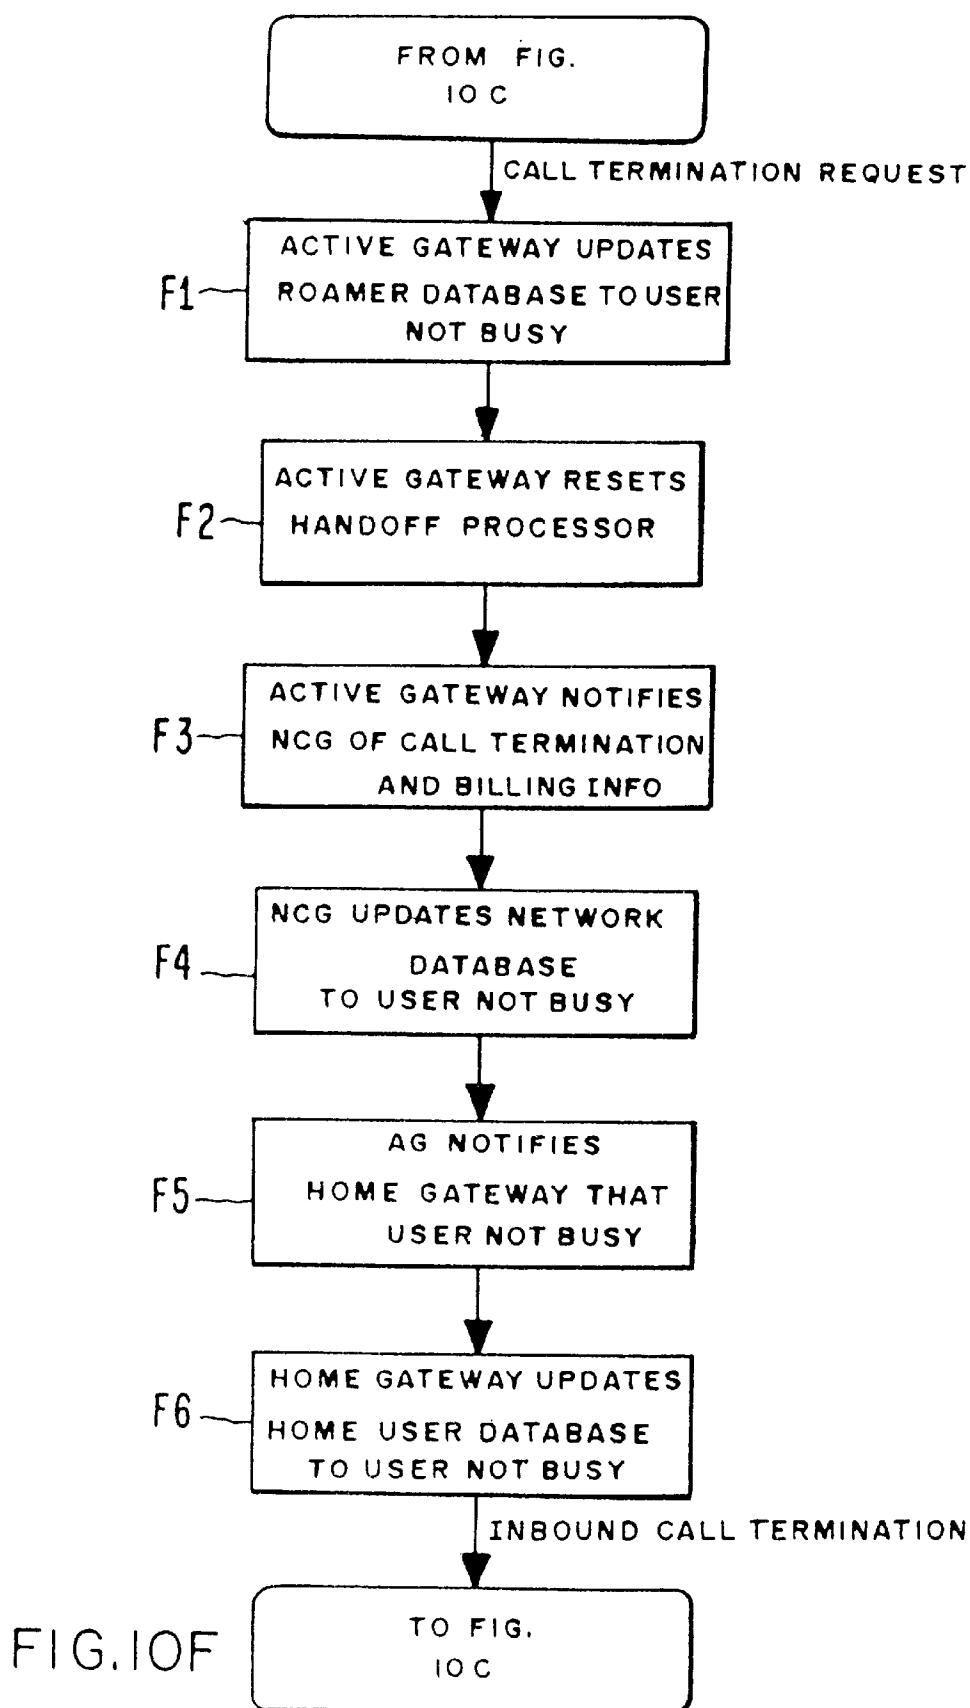 FROM FIG.
10 C
CALL TERMINATION REQUEST
ACTIVE GATEWAY UPDATES
F1
ROAMER DATABASE TO USER
NOT BUSY
ACTIVE GATEWAY RESETS
F2
HANDOFF PROCESSOR
ACTIVE GATEWAY NOTIFIES
F3
NCG OF CALL TERMINATION
AND BILLING INFO
NCG UPDATES NETWORK
F4
DATABASE
TO USER NOT BUSY
AG NOTIFIES
F5
HOME GATEWAY THAT
USER NOT BUSY
HOME GATEWAY UPDATES
F6
HOME USER DATABASE
TO USER NOT BUSY
INBOUND CALL TERMINATION
TO FIG.
10 C
FIG.10F